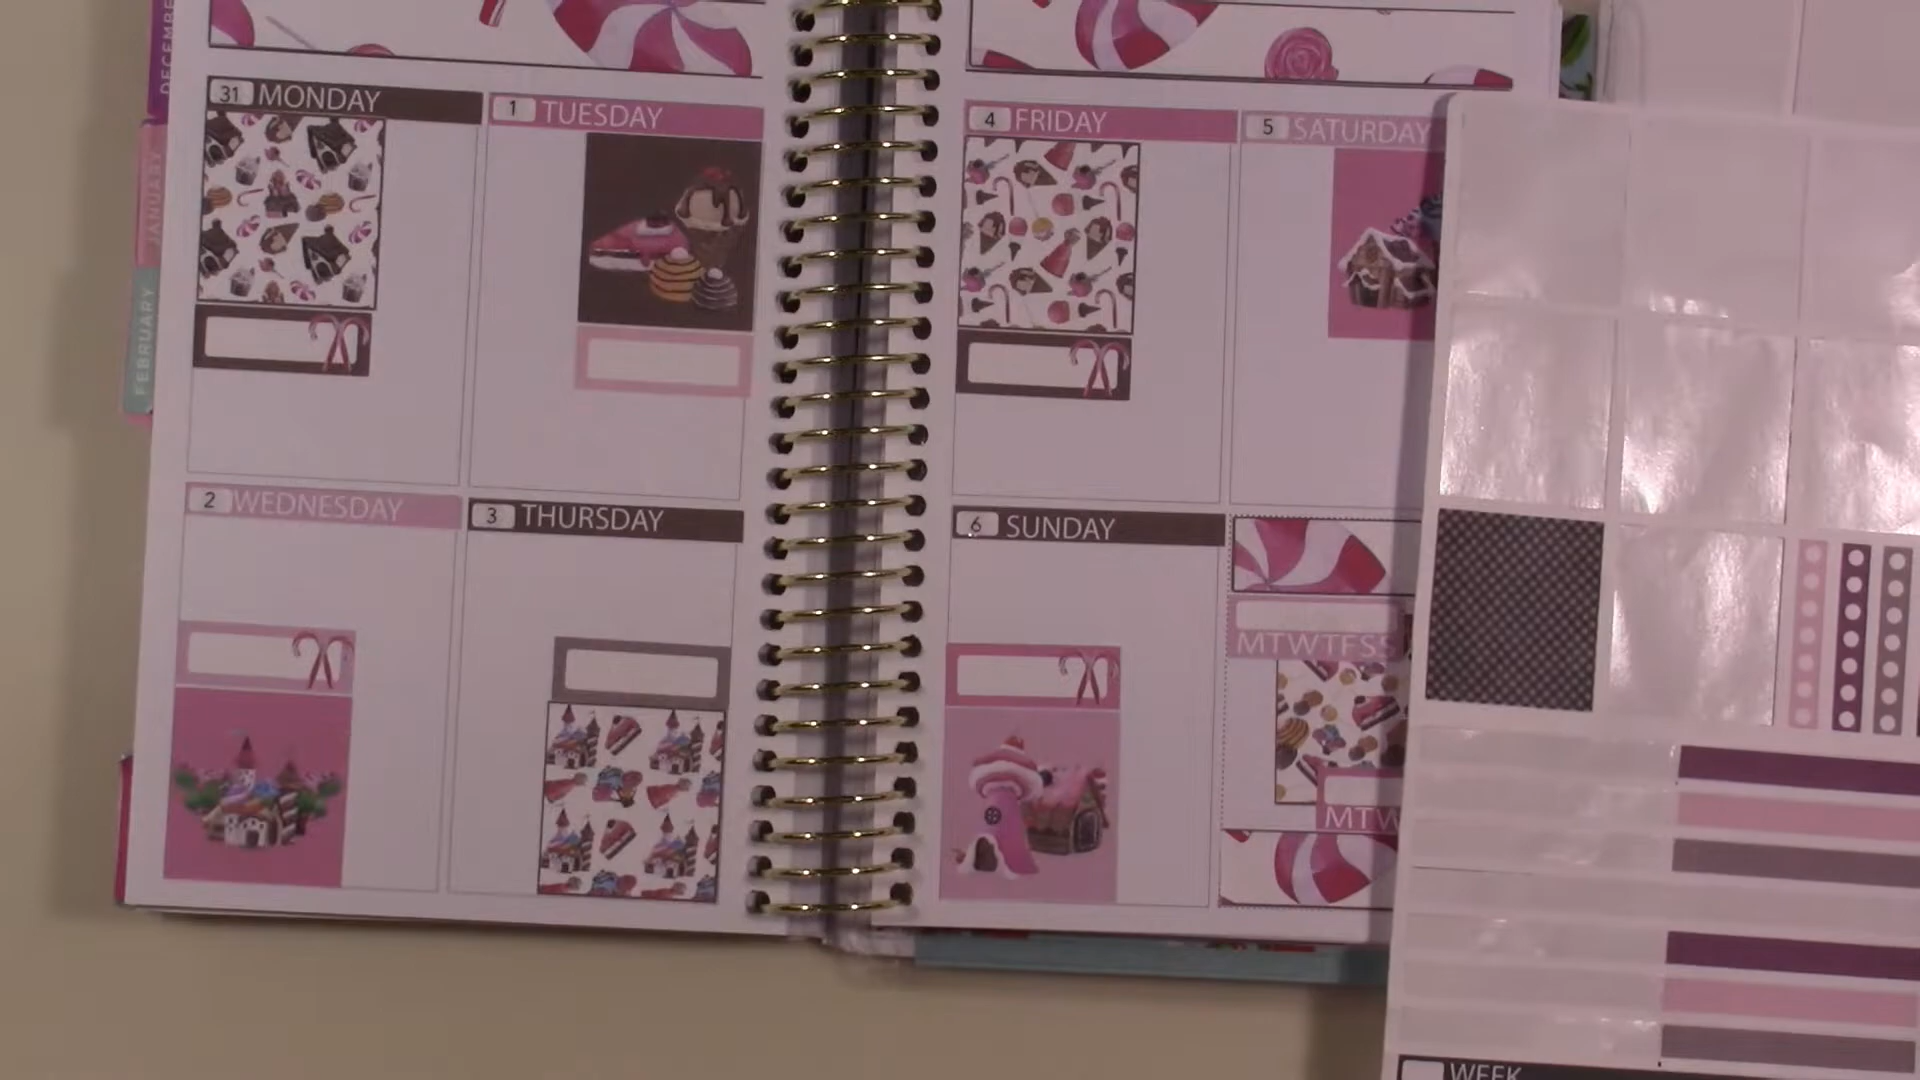 DECEMBER
JANUARY
FEBRUARY
31 MONDAY
1 TUESDAY
4 FRIDAY
5 SATURDAY
2 WEDNESDAY
3 THURSDAY
6 SUNDAY
MTWTFSS
MTW
WEEK